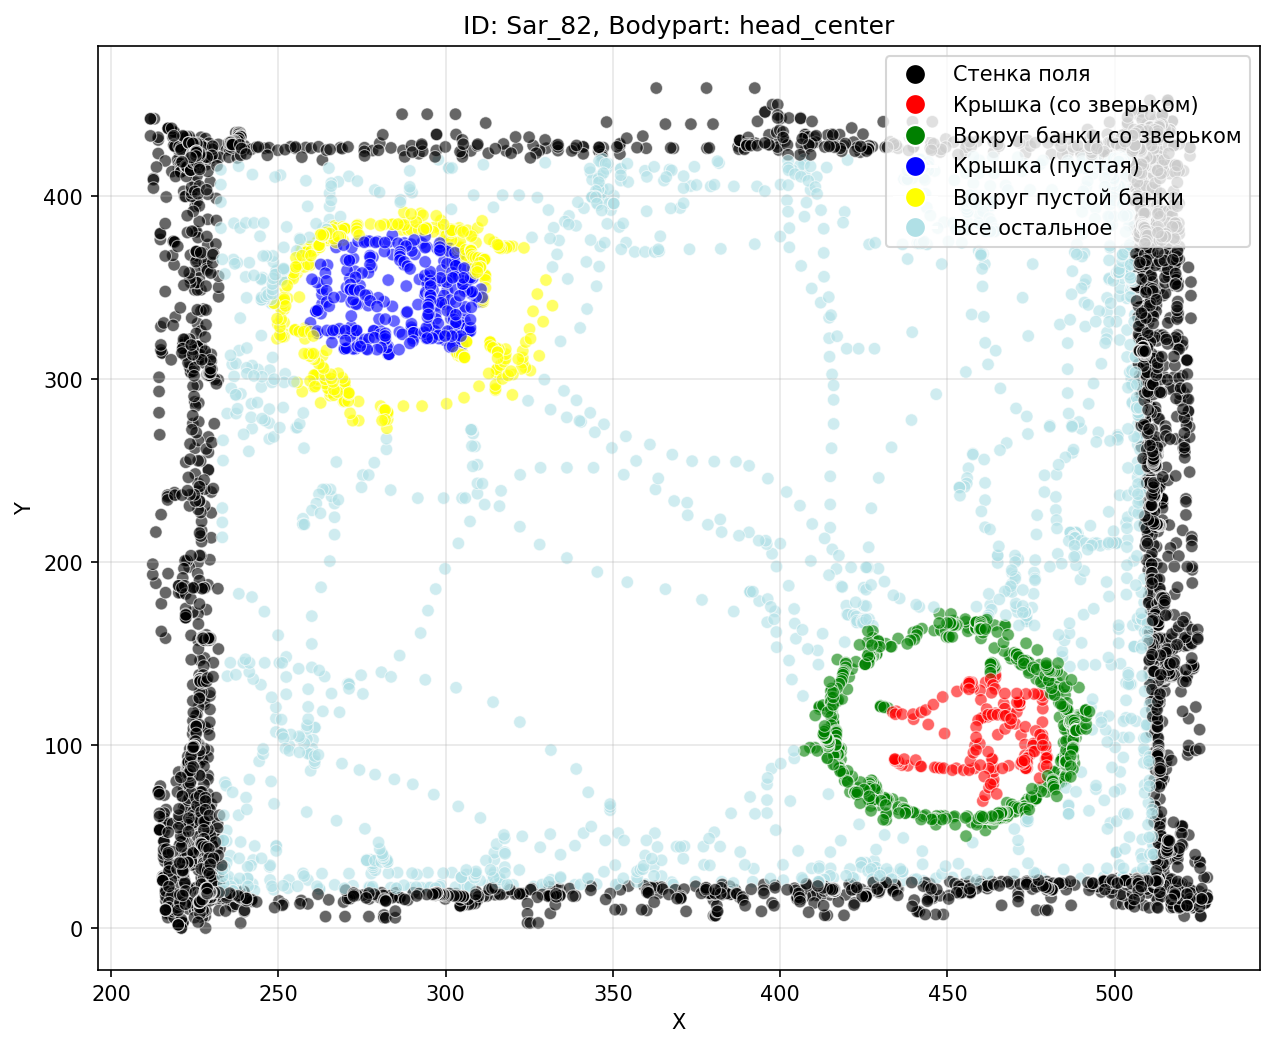 ID: Sar_82, Bodypart: head_center
Стенка поля
Крышка (со зверьком)
Вокруг банки со зверьком
Крышка (пустая)
Вокруг пустой банки
Все остальное
400
300
200
100
0
Y
200
250
300
350
400
450
500
X